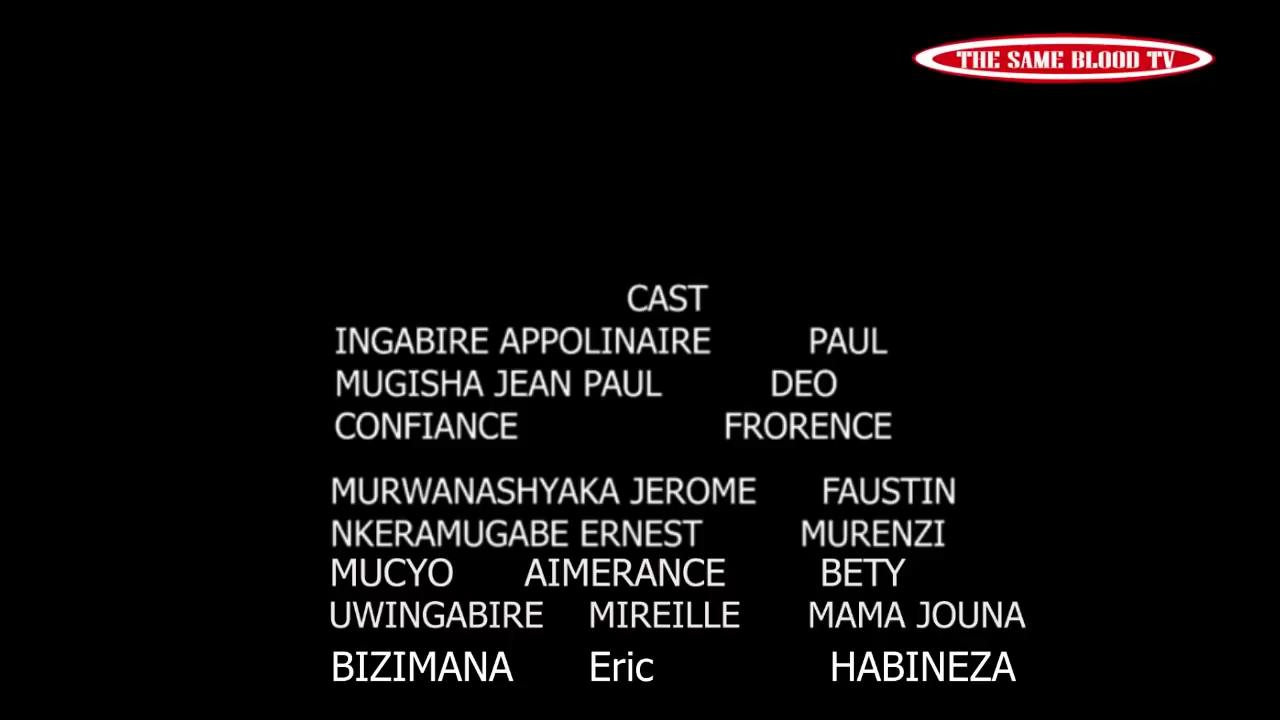 THE SAME BLOOD TV
CAST
INGABIRE APPOLINAIRE PAUL
MUGISHA JEAN PAUL DEO
CONFIANCE FRORENCE
MURWANASHYAKA JEROME FAUSTIN
NKERAMUGABE ERNEST MURENZI
MUCYO AIMERANCE BETY
UWINGABIRE MIREILLE MAMA JOUNA
BIZIMANA Eric HABINEZA